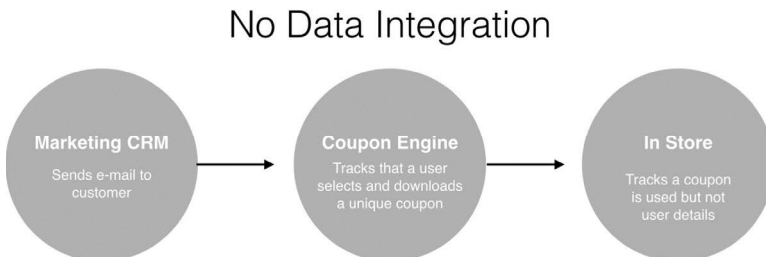 No Data Integration
Marketing CRM
Sends e-mail to
customer
Coupon Engine
Tracks that a user
selects and downloads
a unique coupon
In Store
Tracks a coupon
is used but not
user details